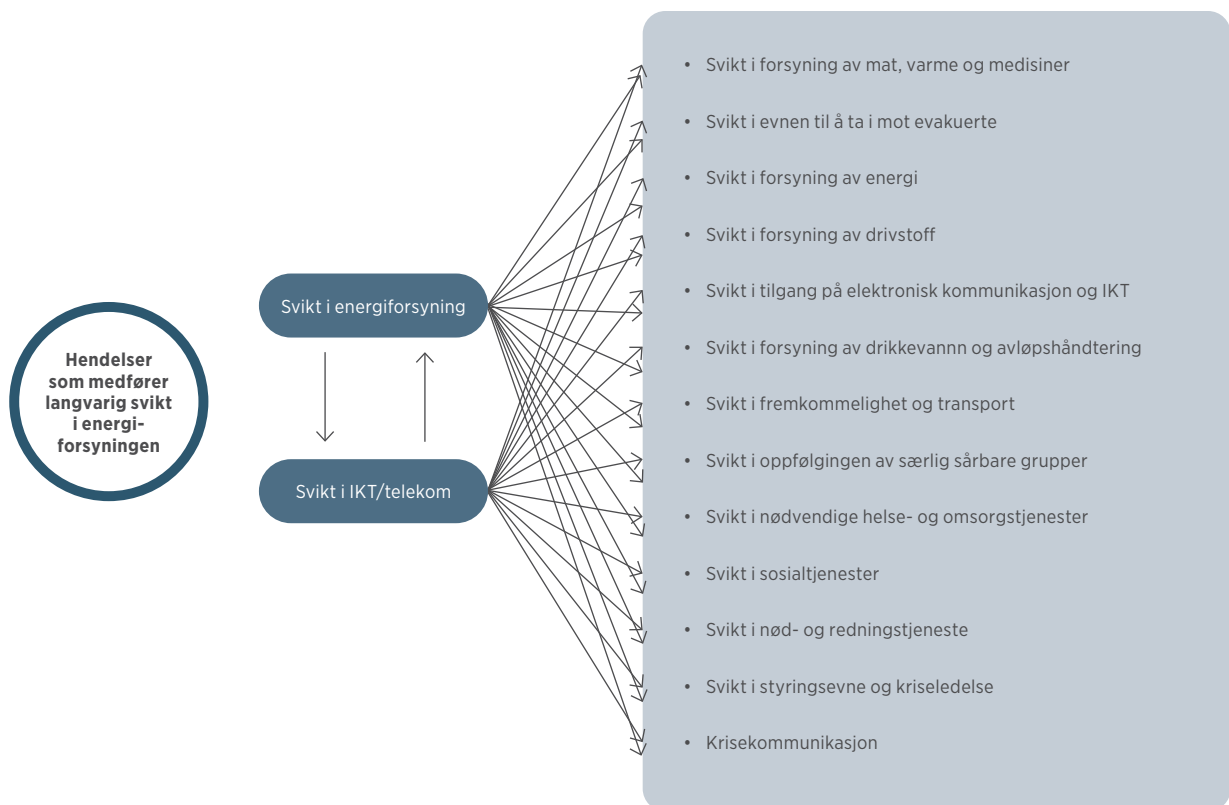 Hendelser
som medfører
langvarig svikt
i energi-
forsyningen
Svikt i energiforsyning
Svikt i IKT/telekom
• Svikt i forsyning av mat, varme og medisiner
• Svikt i evnen til å ta i mot evakuerte
• Svikt i forsyning av energi
• Svikt i forsyning av drivstoff
• Svikt i tilgang på elektronisk kommunikasjon og IKT
• Svikt i forsyning av drikkevannn og avløpshåndtering
• Svikt i fremkommelighet og transport
• Svikt i oppfølgingen av særlig sårbare grupper
• Svikt i nødvendige helse- og omsorgstjenester
• Svikt i sosialtjenester
• Svikt i nød- og redningstjeneste
• Svikt i styringsevne og kriseledelse
• Krisekommunikasjon